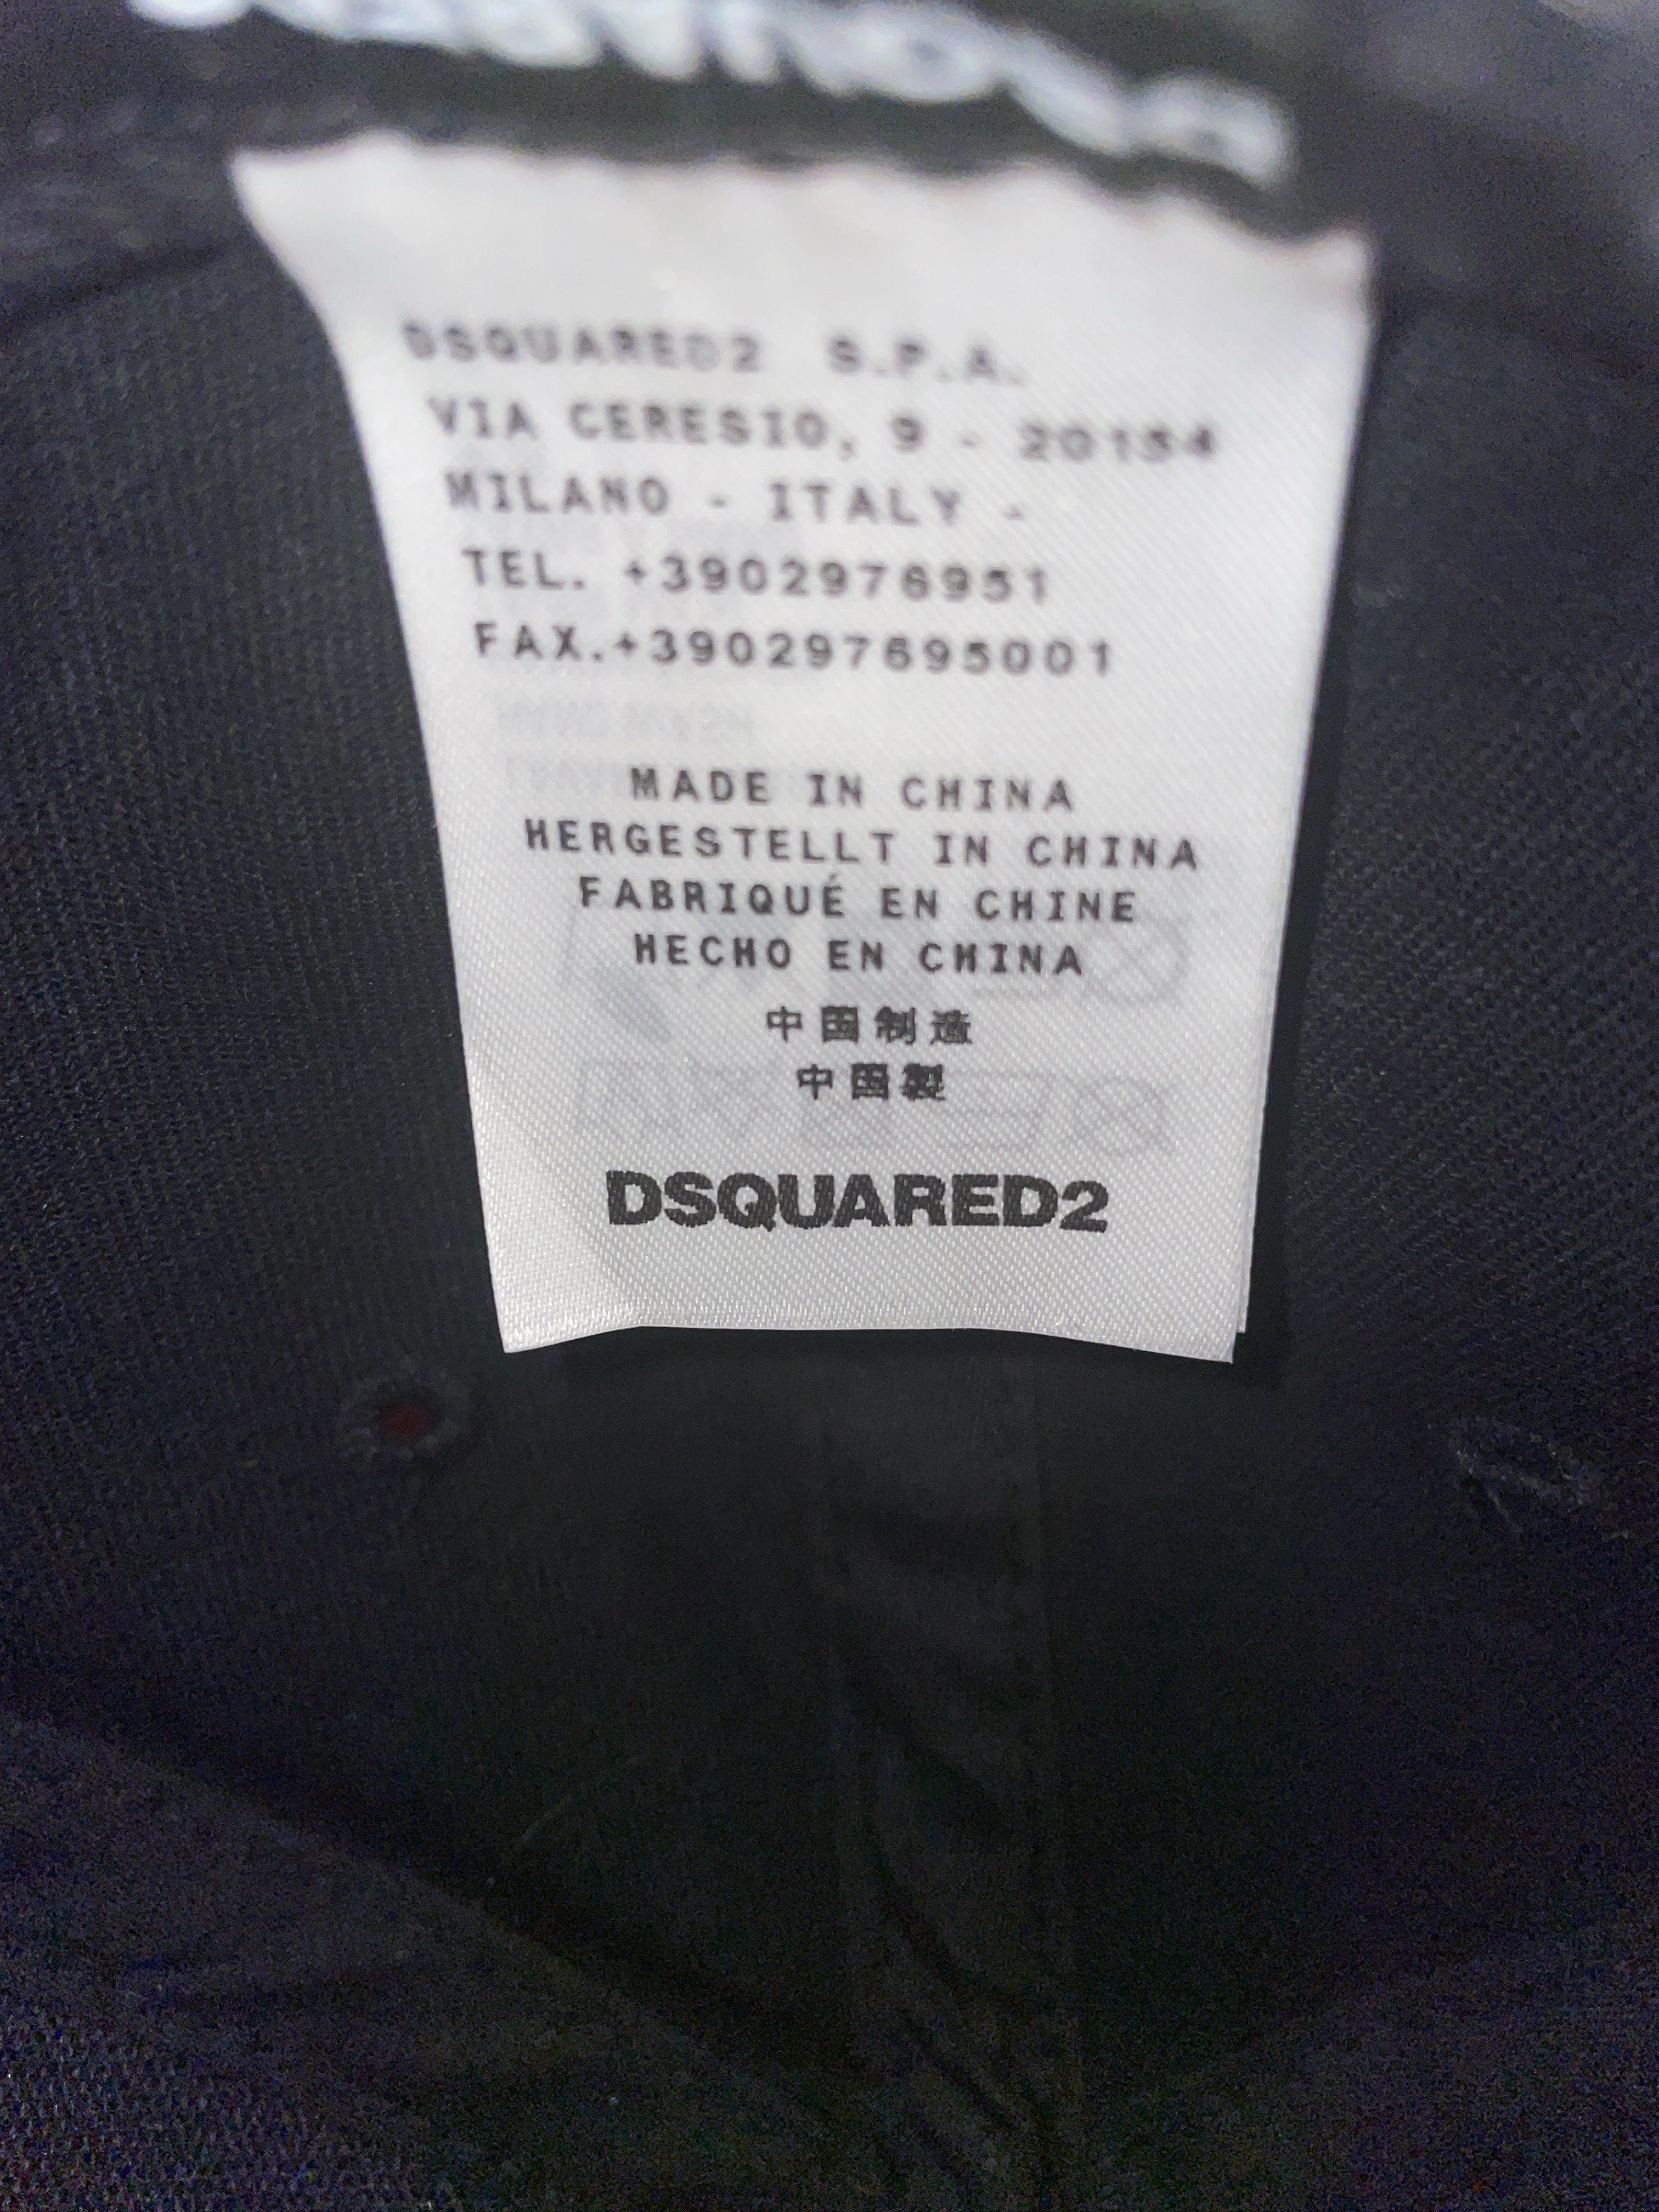 DSQUARED2 S.P.A.
VIA CERESIO, 9 - 20154
MILANO - ITALY -
TEL. +3902976951
FAX.+390297695001
MADE IN CHINA
HERGESTELLT IN CHINA
FABRIQUÉ EN CHINE
HECHO EN CHINA
中国制造
中国製
DSQUARED2